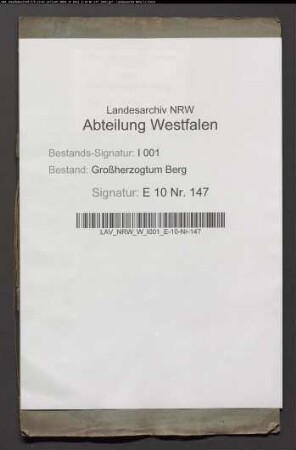 Landesarchiv NRW
Abteilung Westfalen
Bestands-Signatur: I 001
Bestand: Großherzogtum Berg
Signatur: E 10 Nr. 147
LAV_NRW_W_I001_E-10-Nr-147